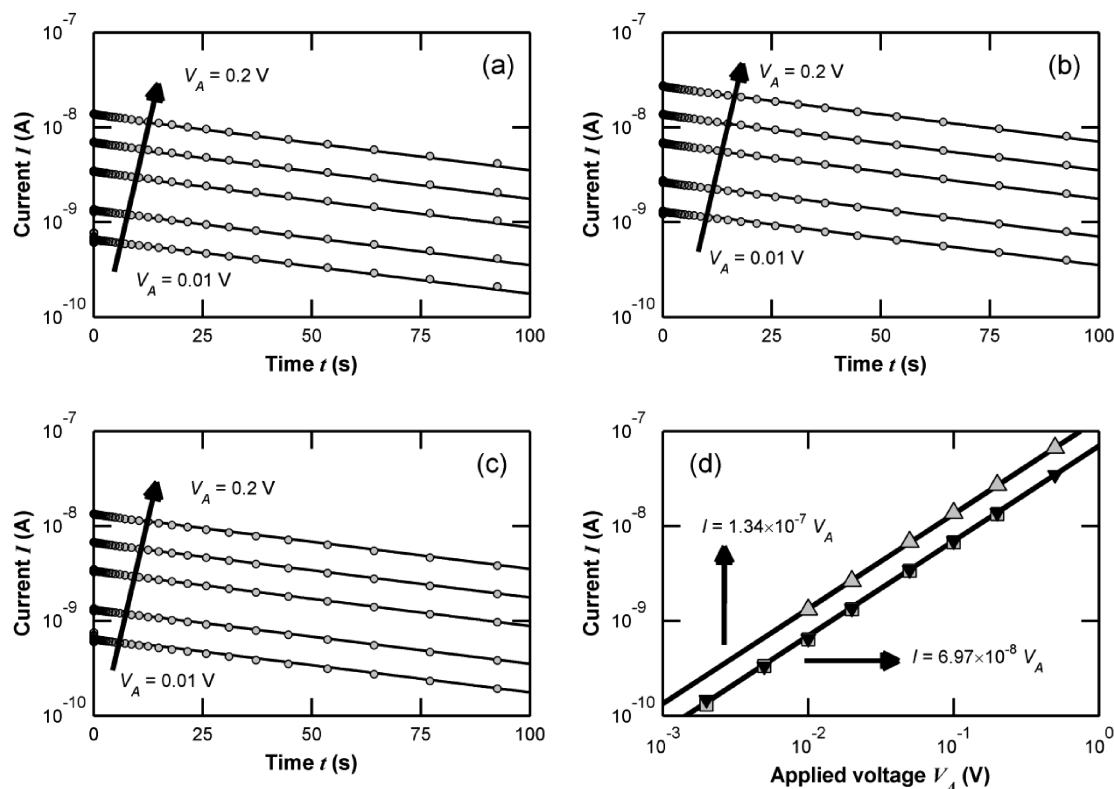 10⁻⁷
(a)
V_A = 0.2 V
10⁻⁸
Current I (A)
10⁻⁹
V_A = 0.01 V
10⁻¹⁰
0 25 50 75 100
Time t (s)
10⁻⁷
(b)
V_A = 0.2 V
10⁻⁸
Current I (A)
10⁻⁹
V_A = 0.01 V
10⁻¹⁰
0 25 50 75 100
Time t (s)
10⁻⁷
(c)
V_A = 0.2 V
10⁻⁸
Current I (A)
10⁻⁹
V_A = 0.01 V
10⁻¹⁰
0 25 50 75 100
Time t (s)
10⁻⁷
(d)
10⁻⁸
I = 1.34×10⁻⁷ V_A
Current I (A)
10⁻⁹
I = 6.97×10⁻⁸ V_A
10⁻¹⁰
10⁻³ 10⁻² 10⁻¹ 10⁰
Applied voltage V_A (V)